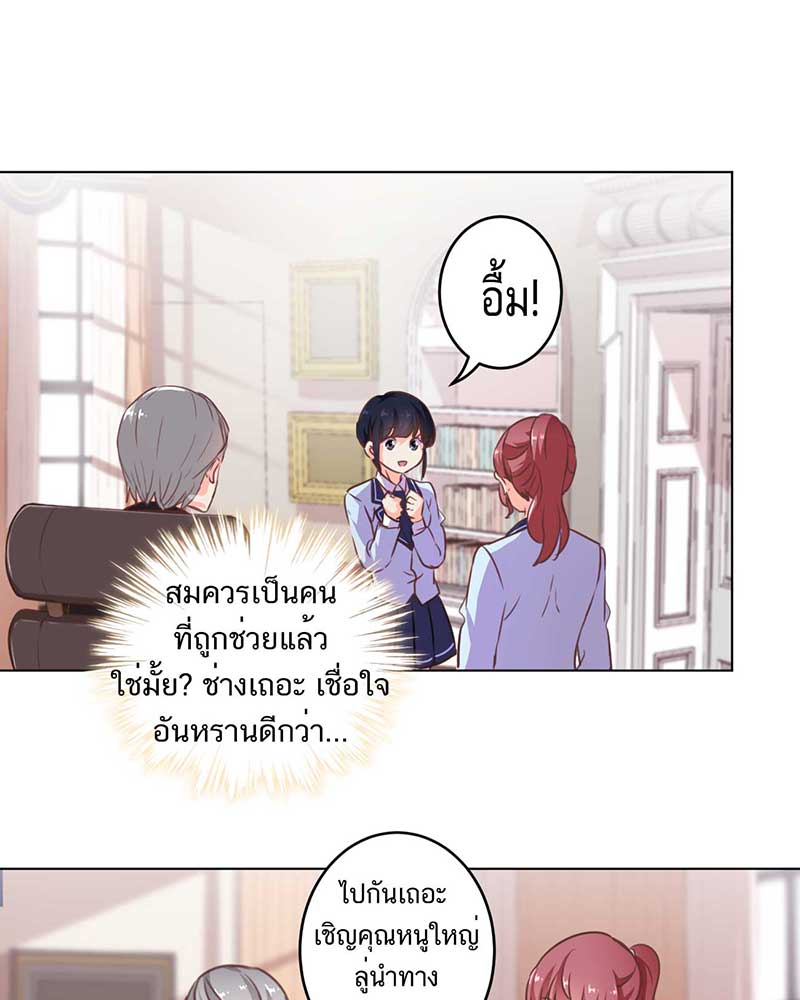 อื้ม!
สมควรเป็นคน
ที่ถูกช่วยแล้ว
ใช่มั้ย? ช่างเถอะ เชื่อใจ
อันหรานดีกว่า...
ไปกันเถอะ
เชิญคุณหนูใหญ่
ลู่นำทาง